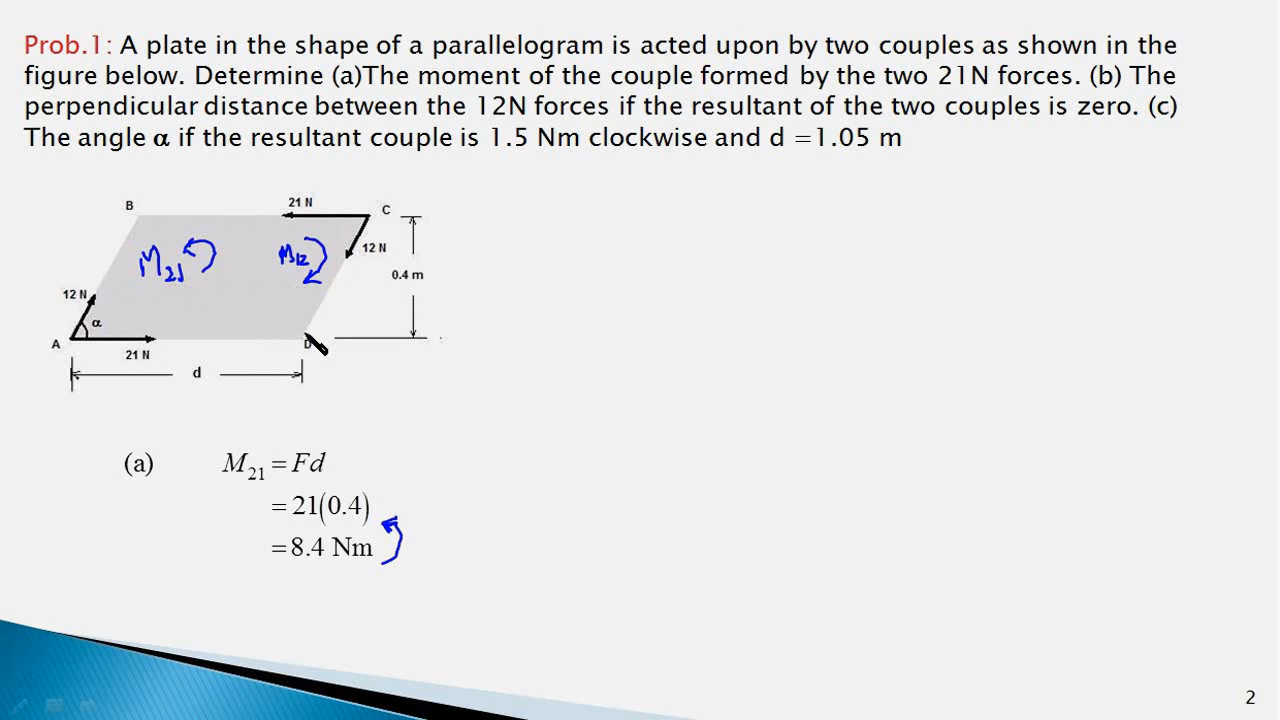 Prob.1: A plate in the shape of a parallelogram is acted upon by two couples as shown in the
figure below. Determine (a)The moment of the couple formed by the two 21N forces. (b) The
perpendicular distance between the 12N forces if the resultant of the two couples is zero. (c)
The angle α if the resultant couple is 1.5 Nm clockwise and d =1.05 m
B
21 N
C
M21
M12
12 N
0.4 m
12 N
α
A
21 N
D
d
(a) M21 = Fd
= 21(0.4)
= 8.4 Nm
2